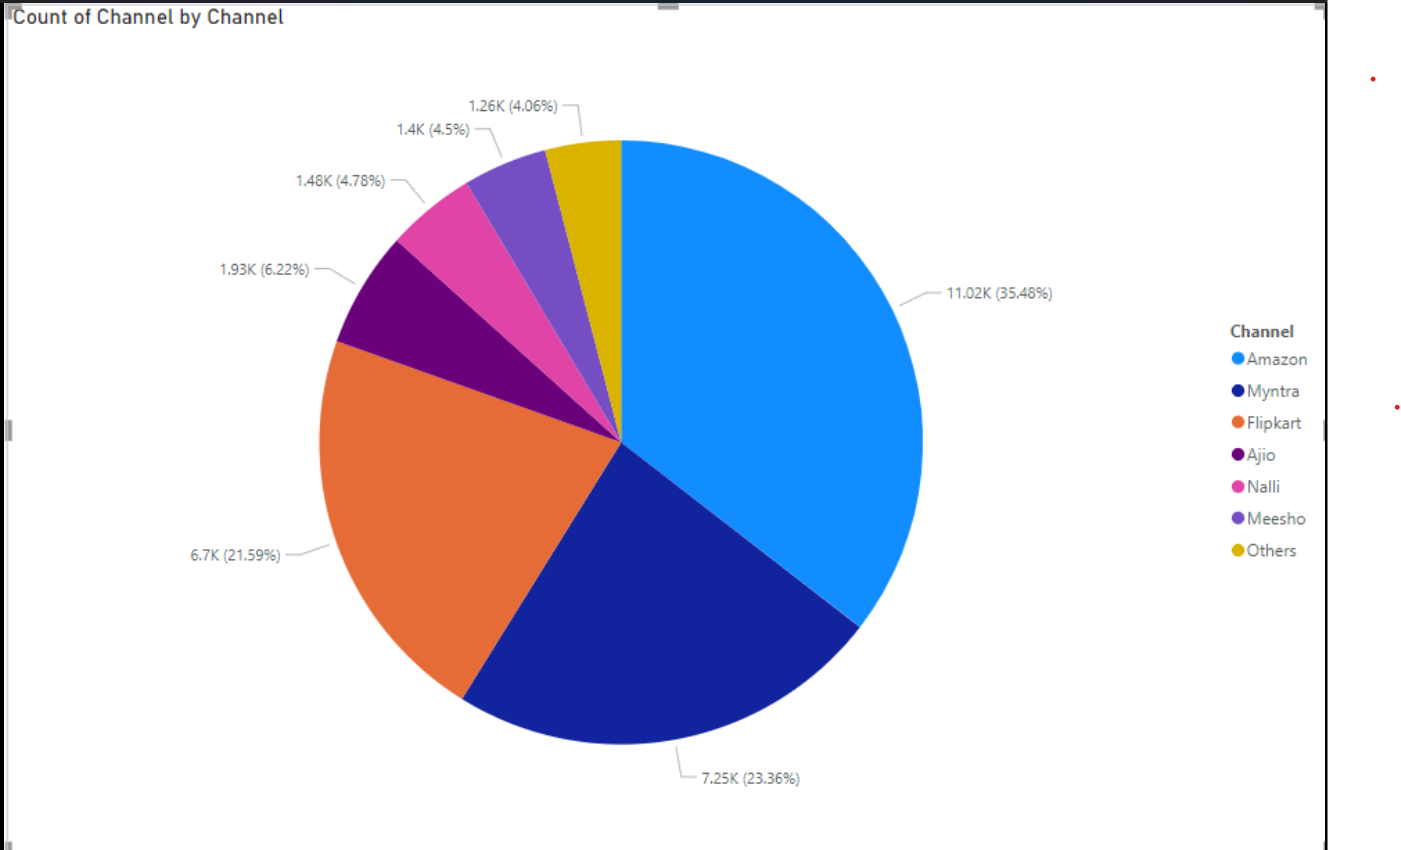 Count of Channel by Channel
1.26K (4.06%)
1.4K (4.5%)
1.48K (4.78%)
1.93K (6.22%)
11.02K (35.48%)
6.7K (21.59%)
7.25K (23.36%)
Channel
Amazon
Myntra
Flipkart
Ajio
Nalli
Meesho
Others